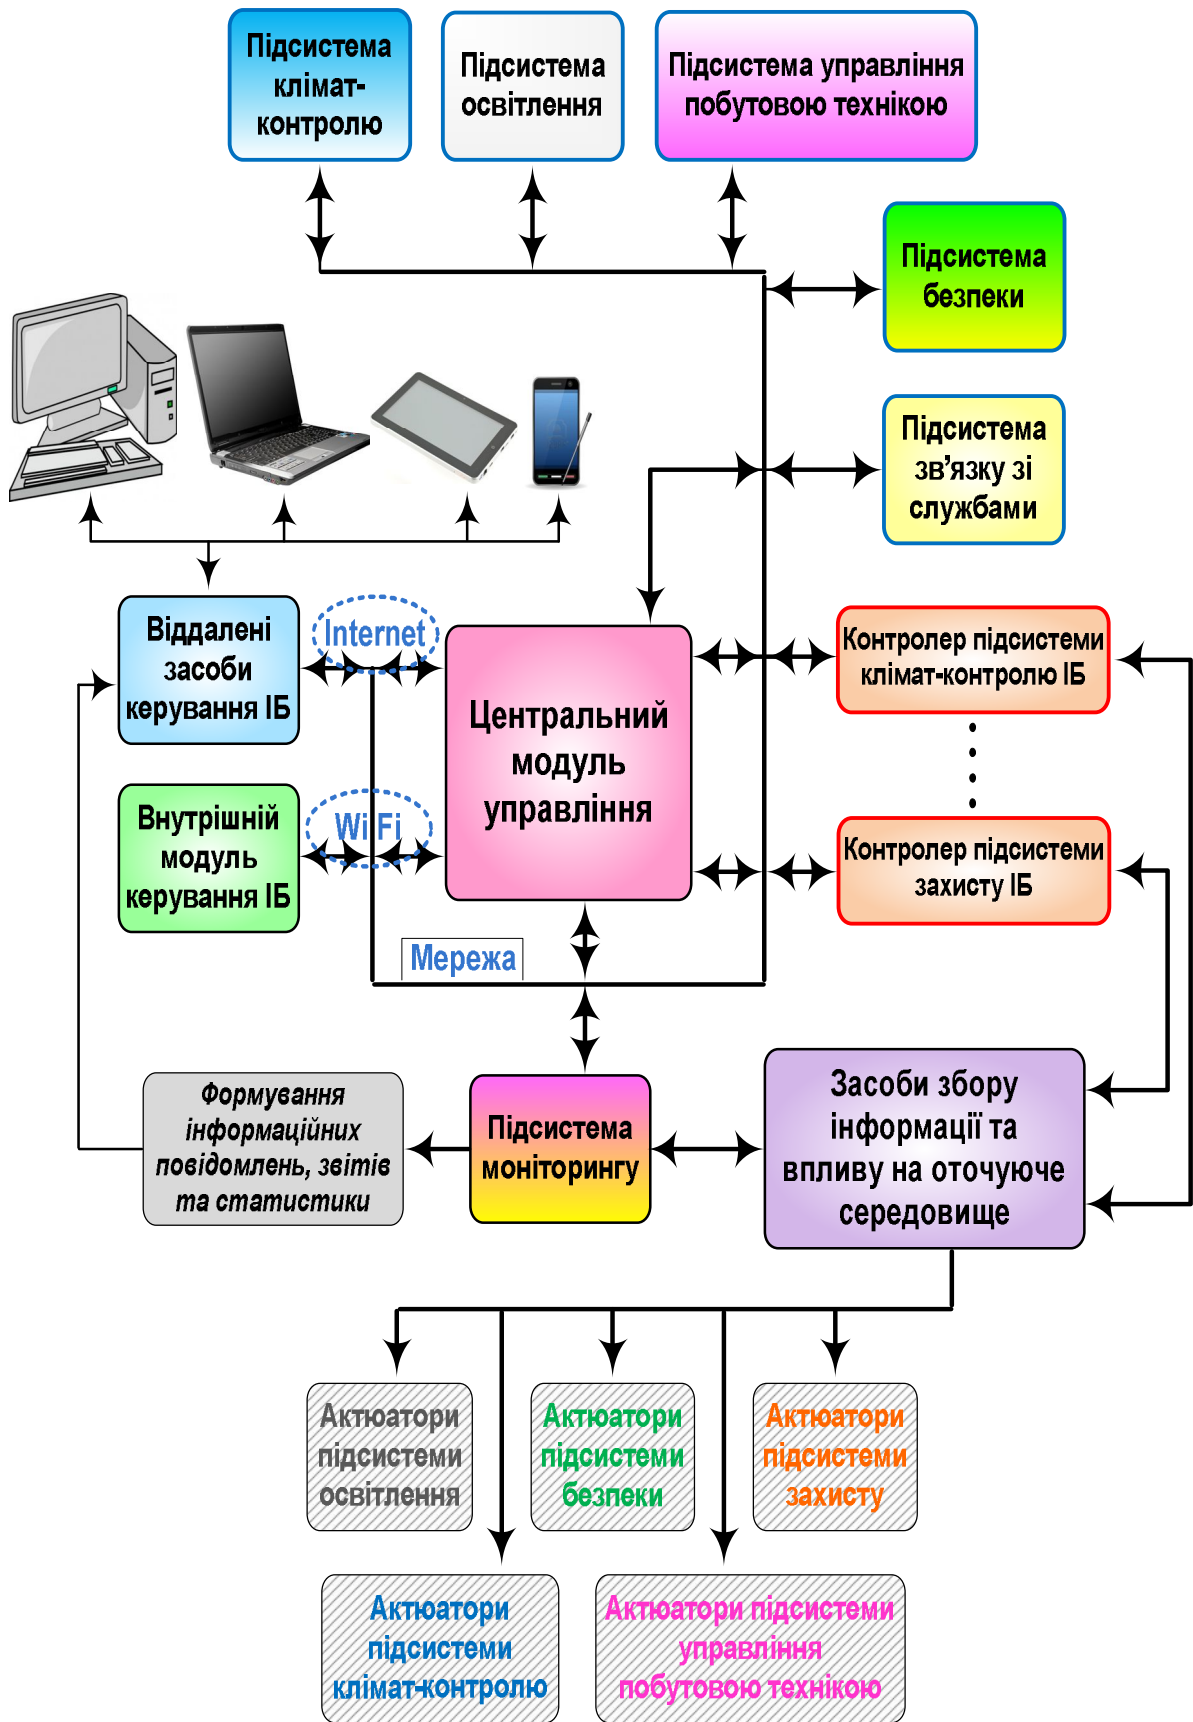 Підсистема
клімат-
контролю
Підсистема
освітлення
Підсистема управління
побутовою технікою
Підсистема
безпеки
Підсистема
зв’язку зі
службами
Віддалені
засоби
керування ІБ
Internet
Центральний
модуль
управління
Контролер підсистеми
клімат-контролю ІБ
Внутрішній
модуль
керування ІБ
WiFi
Контролер підсистеми
захисту ІБ
Мережа
Формування
інформаційних
повідомлень, звітів
та статистики
Підсистема
моніторингу
Засоби збору
інформації та
впливу на оточуюче
середовище
Актюатори
підсистеми
освітлення
Актюатори
підсистеми
безпеки
Актюатори
підсистеми
захисту
Актюатори
підсистеми
клімат-контролю
Актюатори підсистеми
управління
побутовою технікою